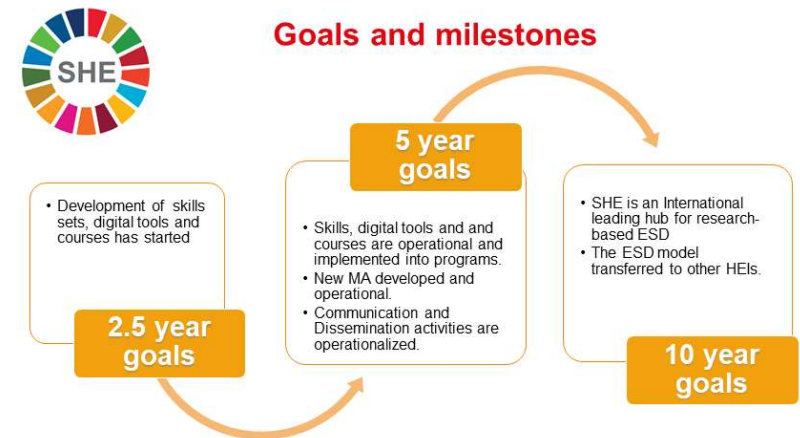 SHE
Goals and milestones
• Development of skills
sets, digital tools and
courses has started
2.5 year
goals
5 year
goals
• Skills, digital tools and and
courses are operational and
implemented into programs.
• New MA developed and
operational.
• Communication and
Dissemination activities are
operationalized.
• SHE is an International
leading hub for research-
based ESD
• The ESD model
transferred to other HEIs.
10 year
goals